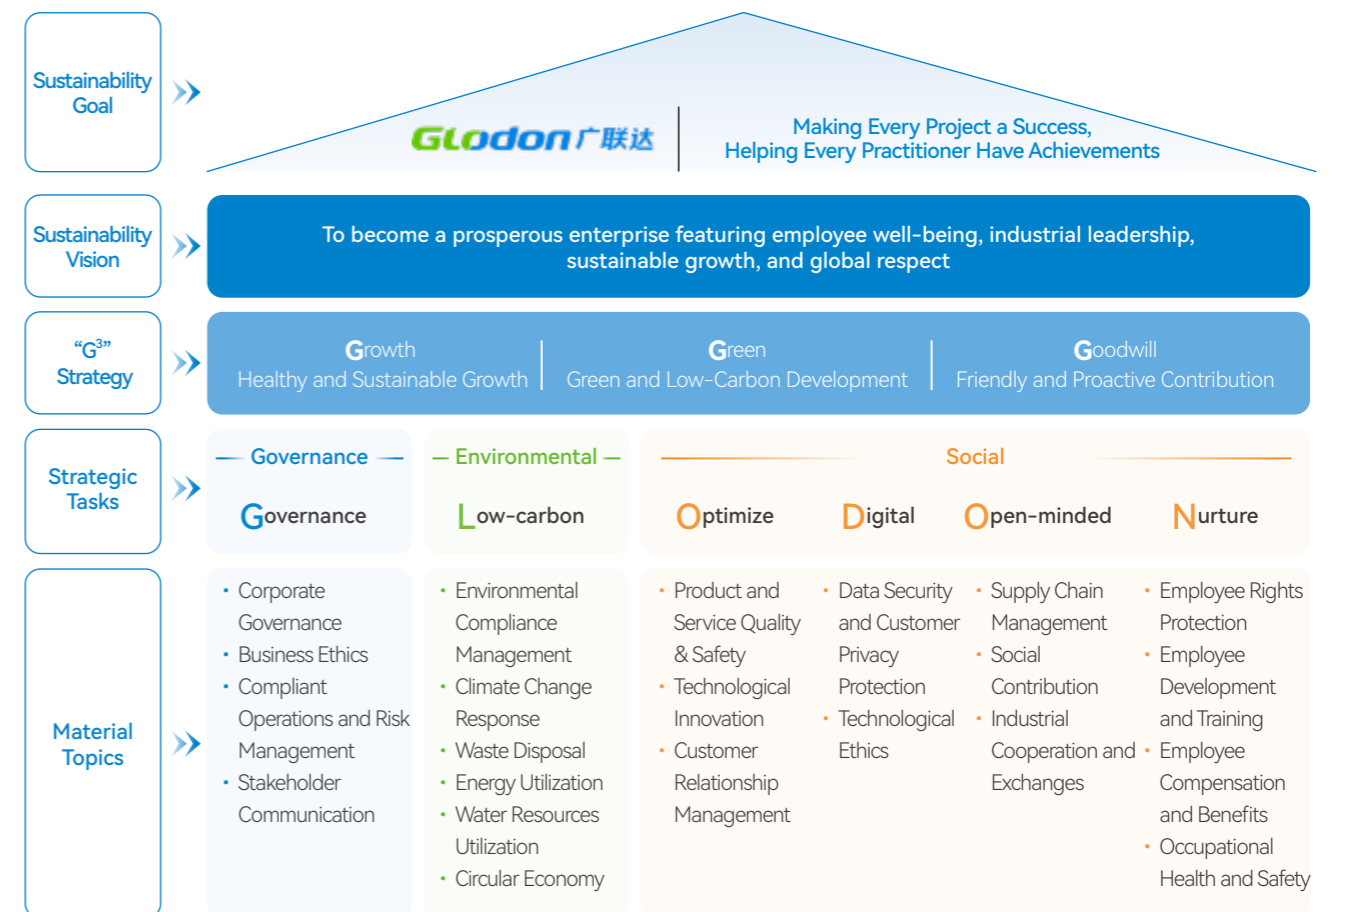 Sustainability
Goal
GLodon广联达
Making Every Project a Success,
Helping Every Practitioner Have Achievements
Sustainability
Vision
To become a prosperous enterprise featuring employee well-being, industrial leadership,
sustainable growth, and global respect
“G³”
Strategy
Growth
Healthy and Sustainable Growth
Green
Green and Low-Carbon Development
Goodwill
Friendly and Proactive Contribution
Strategic
Tasks
Governance
Governance
Environmental
Low-carbon
Social
Optimize
Digital
Open-minded
Nurture
Material
Topics
• Corporate
Governance
• Business Ethics
• Compliant
Operations and Risk
Management
• Stakeholder
Communication
• Environmental
Compliance
Management
• Climate Change
Response
• Waste Disposal
• Energy Utilization
• Water Resources
Utilization
• Circular Economy
• Product and
Service Quality
& Safety
• Technological
Innovation
• Customer
Relationship
Management
• Data Security
and Customer
Privacy
Protection
• Technological
Ethics
• Supply Chain
Management
• Social
Contribution
• Industrial
Cooperation and
Exchanges
• Employee Rights
Protection
• Employee
Development
and Training
• Employee
Compensation
and Benefits
• Occupational
Health and Safety